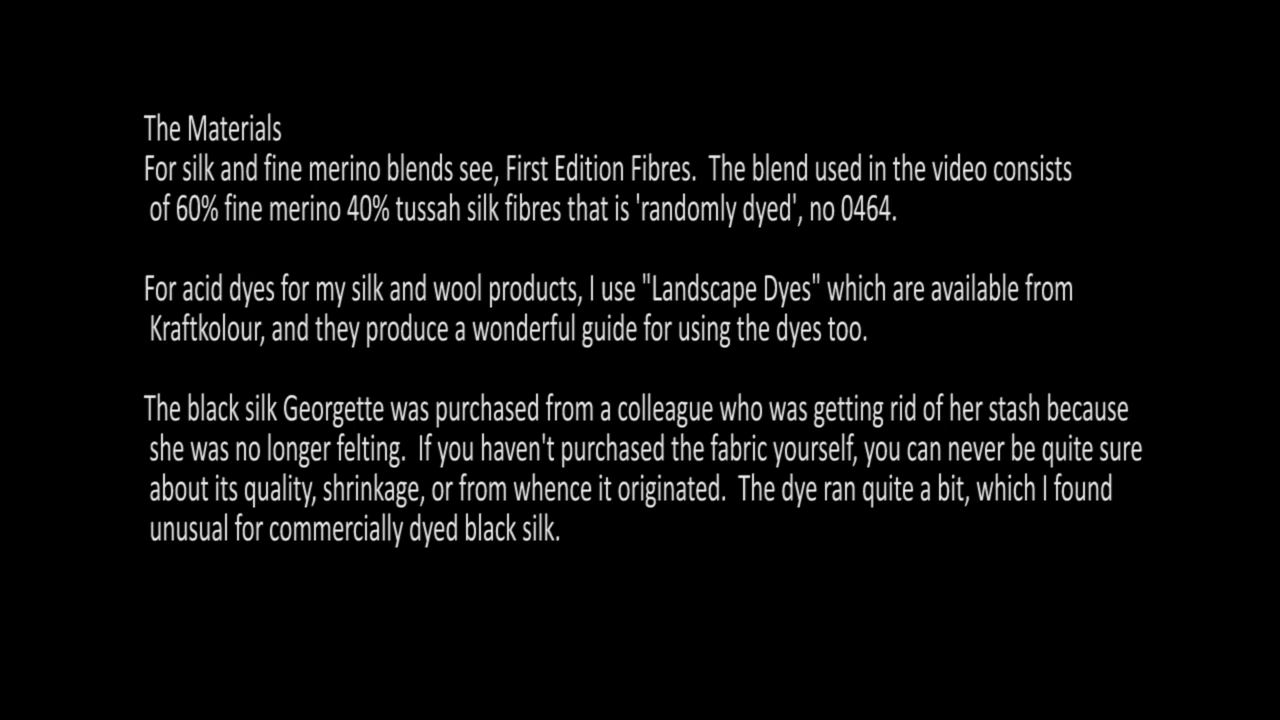 The Materials
For silk and fine merino blends see, First Edition Fibres.  The blend used in the video consists
of 60% fine merino 40% tussah silk fibres that is 'randomly dyed', no 0464.
For acid dyes for my silk and wool products, I use "Landscape Dyes" which are available from
Kraftkolour, and they produce a wonderful guide for using the dyes too.
The black silk Georgette was purchased from a colleague who was getting rid of her stash because
she was no longer felting.  If you haven't purchased the fabric yourself, you can never be quite sure
about its quality, shrinkage, or from whence it originated.  The dye ran quite a bit, which I found
unusual for commercially dyed black silk.